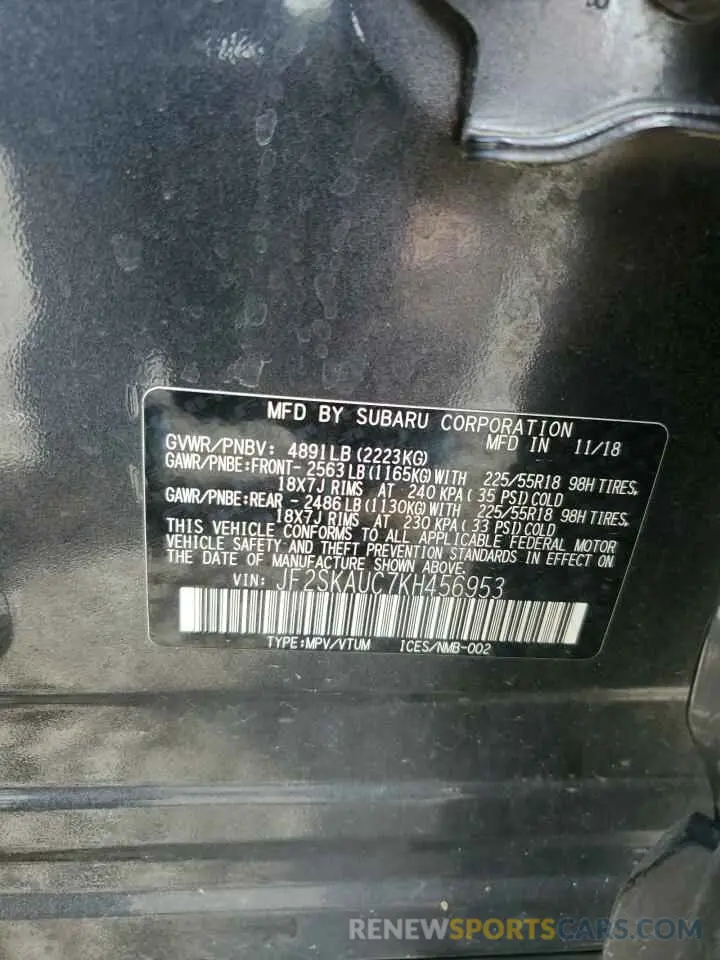 MFD BY SUBARU CORPORATION
MFD IN 11/18
GVWR/PNBV: 4891LB (2223KG)
GAWR/PNBE:FRONT- 2563 LB (1165KG) WITH 225/55R18 98H TIRES,
18X7J RIMS AT 240 KPA ( 35 PSI) COLD
GAWR/PNBE:REAR - 2486 LB (1130KG) WITH 225/55R18 98H TIRES,
18X7J RIMS AT 230 KPA ( 33 PSI) COLD
THIS VEHICLE CONFORMS TO ALL APPLICABLE FEDERAL MOTOR
VEHICLE SAFETY AND THEFT PREVENTION STANDARDS IN EFFECT ON
THE DATE OF MANUFACTURE SHOWN ABOVE.
VIN: JF2SKAUC7KH456953
TYPE:MPV/VTUM ICES/NMB-002
RENEWSPORTSCARS.COM